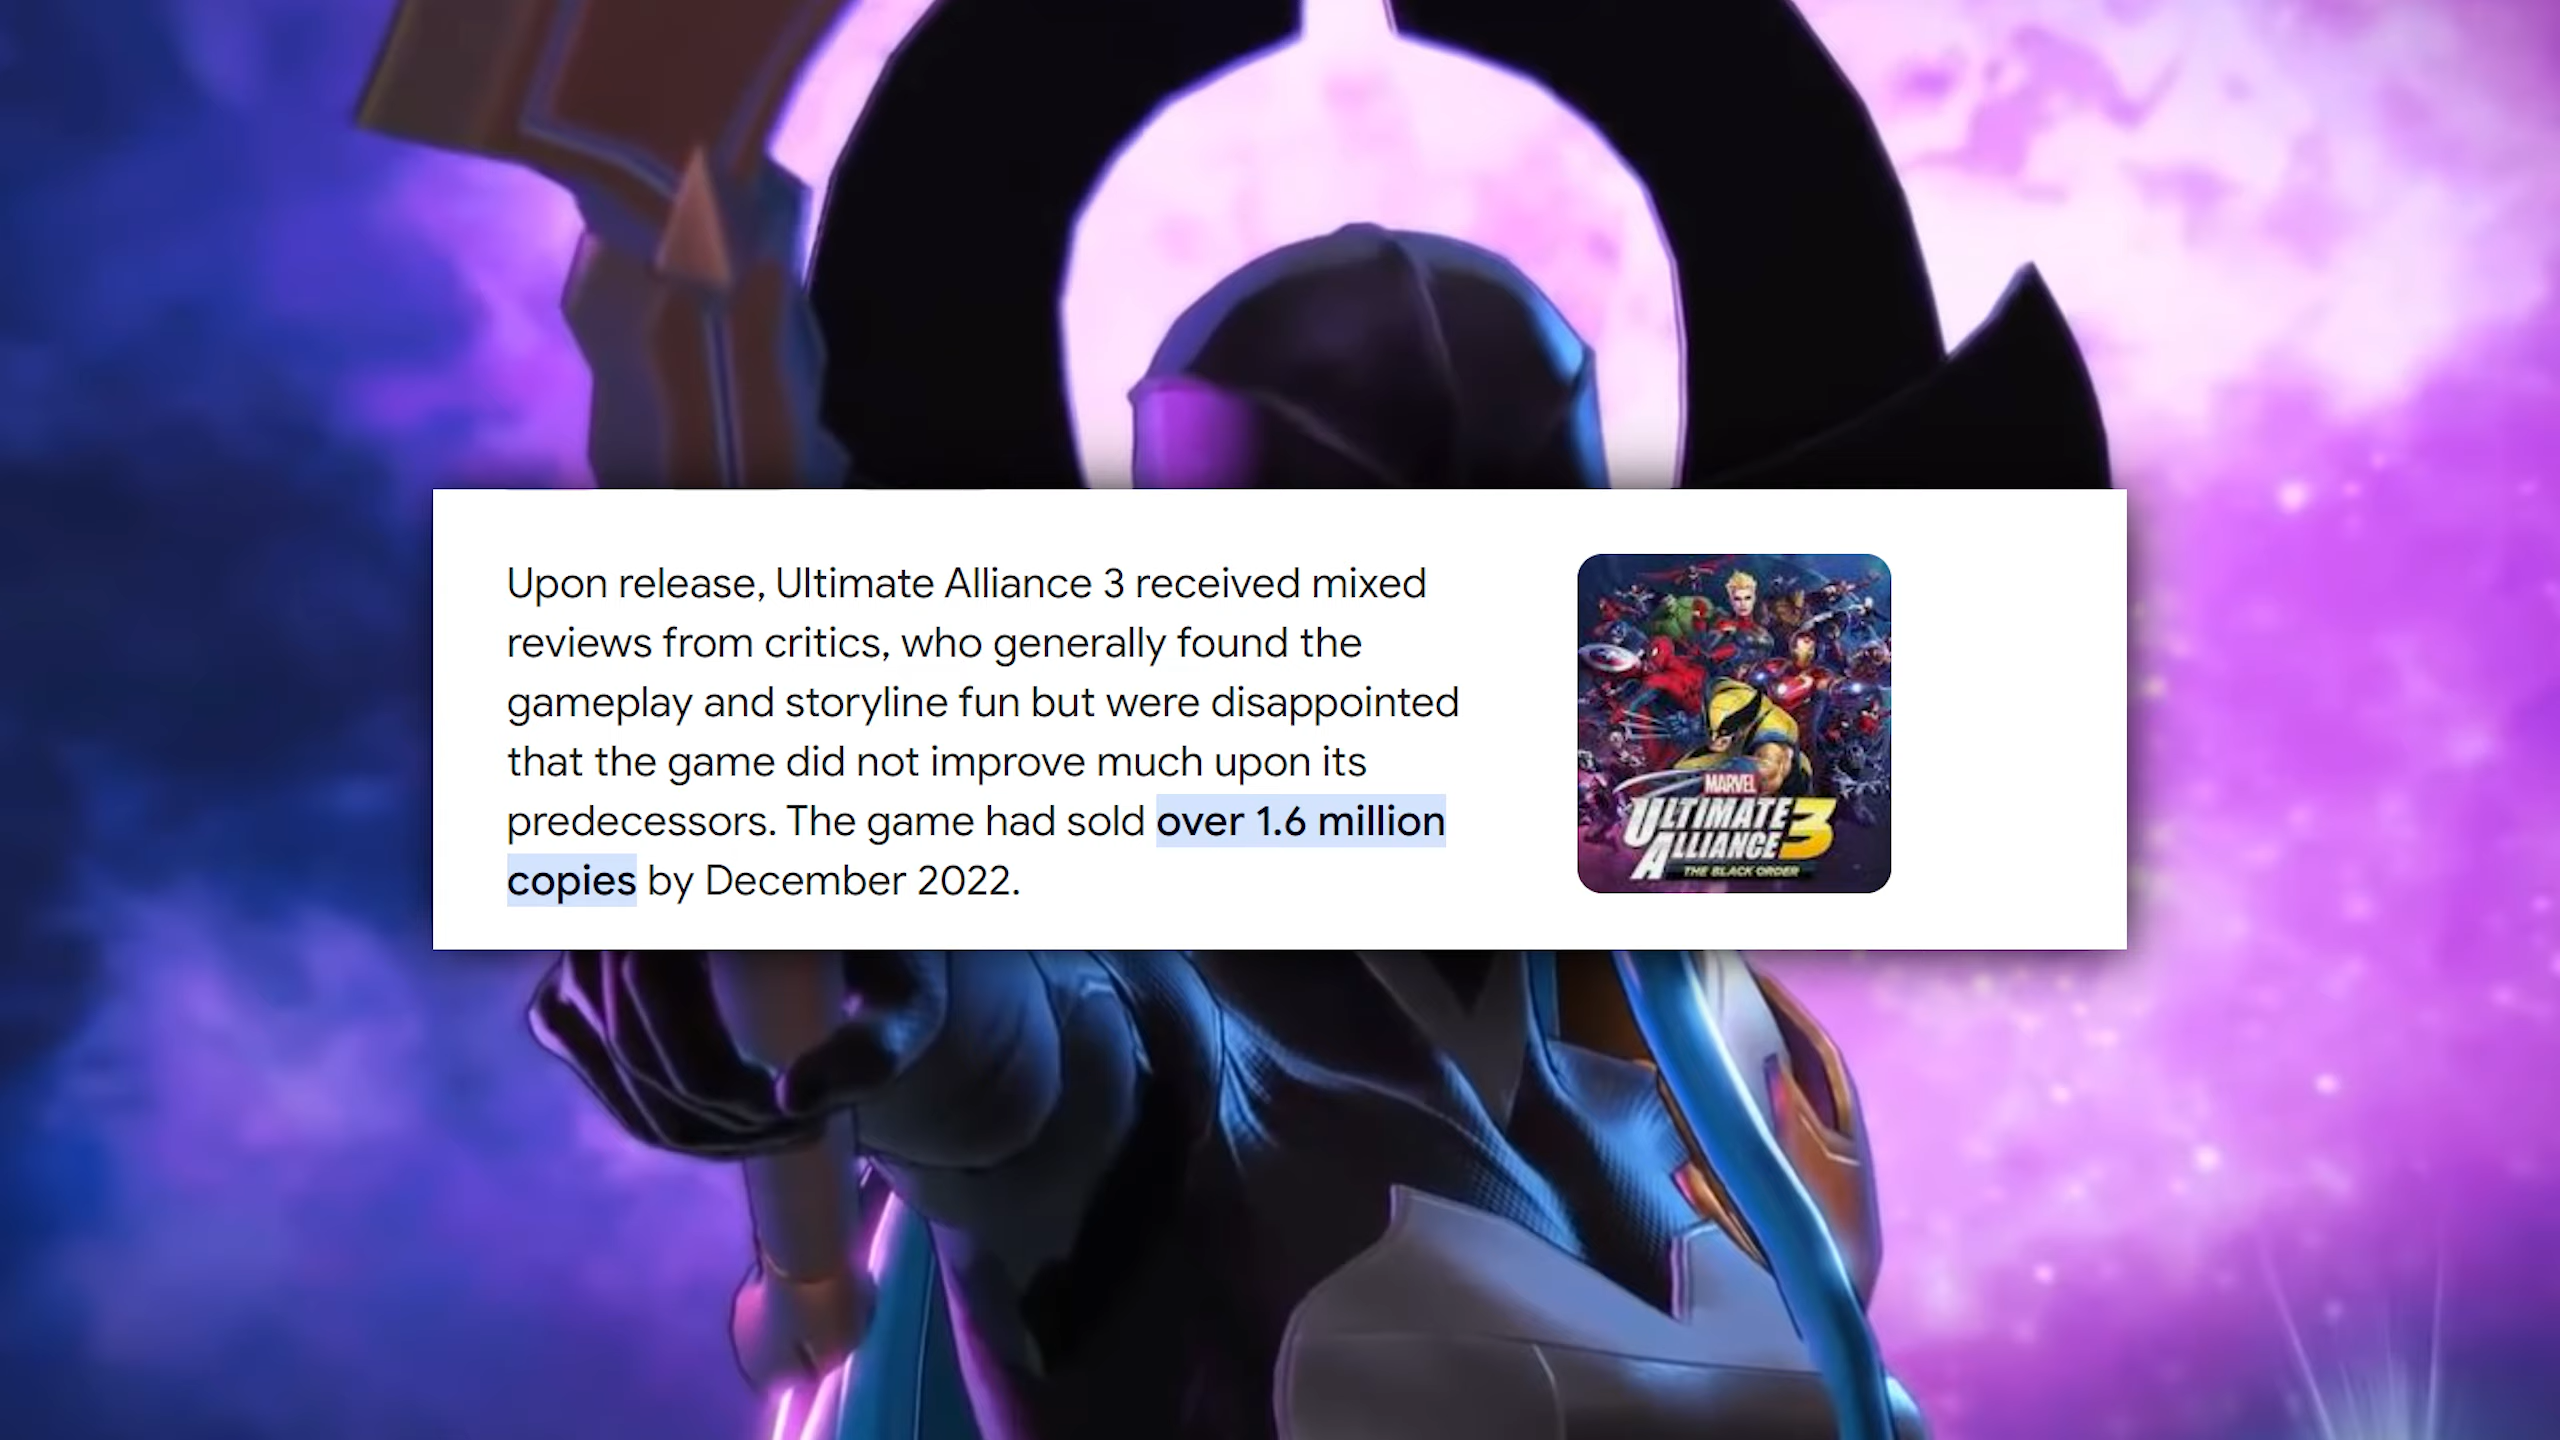 Upon release, Ultimate Alliance 3 received mixed
reviews from critics, who generally found the
gameplay and storyline fun but were disappointed
that the game did not improve much upon its
predecessors. The game had sold over 1.6 million
copies by December 2022.
MARVEL
ULTIMATE
ALLIANCE 3
THE BLACK ORDER